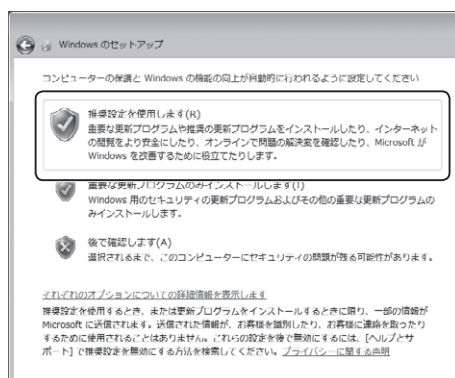 Windows のセットアップ
コンピューターの保護と Windows の機能の向上が自動的に行われるように設定してください
推奨設定を使用します(R)
重要な更新プログラムや推奨の更新プログラムをインストールしたり、インターネット
の閲覧をより安全にしたり、オンラインで問題の解決策を確認したり、Microsoft が
Windows を改善するために役立てたりします。
重要な更新プログラムのみインストールします(I)
Windows 用のセキュリティの更新プログラムおよびその他の重要な更新プログラムの
みインストールします。
後で確認します(A)
選択されるまで、このコンピューターにセキュリティの問題が残る可能性があります。
それぞれのオプションについての詳細情報を表示します
推奨設定を使用するとき、または更新プログラムをインストールするときに限り、一部の情報が
Microsoft に送信されます。送信された情報が、お客様を識別したり、お客様に連絡を取ったり
するために使用されることはありません。これらの設定を後で無効にするには、[ヘルプとサ
ポート] で推奨設定を無効にする方法を検索してください。プライバシーに関する声明